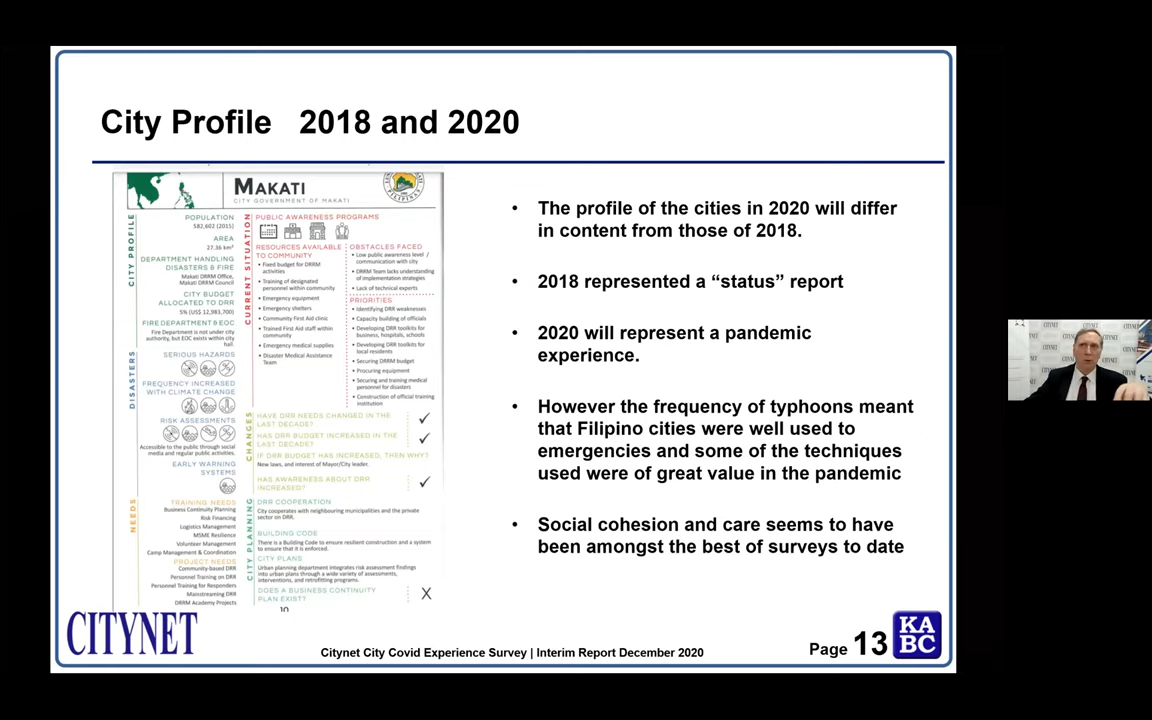 City Profile 2018 and 2020
MAKATI
CITY GOVERNMENT OF MAKATI
CITY PROFILE
POPULATION
582,602 (2015)
AREA
27.36 km²
DEPARTMENT HANDLING
DISASTERS & FIRE
Makati DRRM Office,
Makati DRRM Council
CITY BUDGET
ALLOCATED TO DRR
5% (US$ 12,983,700)
FIRE DEPARTMENT & EOC
Fire Department is not under city
authority, but EOC exists within city
hall.
DISASTERS
SERIOUS HAZARDS
FREQUENCY INCREASED
WITH CLIMATE CHANGE
RISK ASSESSMENTS
Accessible to the public through social
media and regular public activities.
EARLY WARNING
SYSTEMS
NEEDS
TRAINING NEEDS
Business Continuity Planning
Risk Financing
Logistics Management
MSME Resilience
Volunteer Management
Camp Management & Coordination
PROJECT NEEDS
Community-based DRR
Personnel Training on DRR
Personnel Training for Responders
Mainstreaming DRR
DRRM Academy Projects
CURRENT SITUATION
PUBLIC AWARENESS PROGRAMS
RESOURCES AVAILABLE
TO COMMUNITY
• Fixed budget for DRRM
activities
• Training of designated
personnel within community
• Emergency equipment
• Emergency shelters
• Community First Aid clinic
• Trained First Aid staff within
community
• Emergency medical supplies
• Disaster Medical Assistance
Team
OBSTACLES FACED
• Low public awareness level /
communication with city
• DRRM Team lacks understanding
of implementation strategies
• Lack of technical experts
PRIORITIES
• Identifying DRR weaknesses
• Capacity building of officials
• Developing DRR toolkits for
business, hospitals, schools
• Developing DRR toolkits for
local residents
• Securing DRRM budget
• Procuring equipment
• Securing and training medical
personnel for disasters
• Construction of official training
institution
CHANGES
HAVE DRR NEEDS CHANGED IN THE
LAST DECADE? ✓
HAS DRR BUDGET INCREASED IN THE
LAST DECADE? ✓
IF DRR BUDGET HAS INCREASED, THEN WHY?
New laws, and interest of Mayor/City leader.
HAS AWARENESS ABOUT DRR
INCREASED? ✓
CITY PLANNING
DRR COOPERATION
City cooperates with neighbouring municipalities and the private
sector on DRR.
BUILDING CODE
There is a Building Code to ensure resilient construction and a system
to ensure that it is enforced.
CITY PLANS
Urban planning department integrates risk assessment findings
into urban plans through a wide variety of assessments,
interventions, and retrofitting programs.
DOES A BUSINESS CONTINUITY
PLAN EXIST? X
10
• The profile of the cities in 2020 will differ
in content from those of 2018.
• 2018 represented a “status” report
• 2020 will represent a pandemic
experience.
• However the frequency of typhoons meant
that Filipino cities were well used to
emergencies and some of the techniques
used were of great value in the pandemic
• Social cohesion and care seems to have
been amongst the best of surveys to date
CITYNET
Citynet City Covid Experience Survey | Interim Report December 2020
Page 13
KA
BC